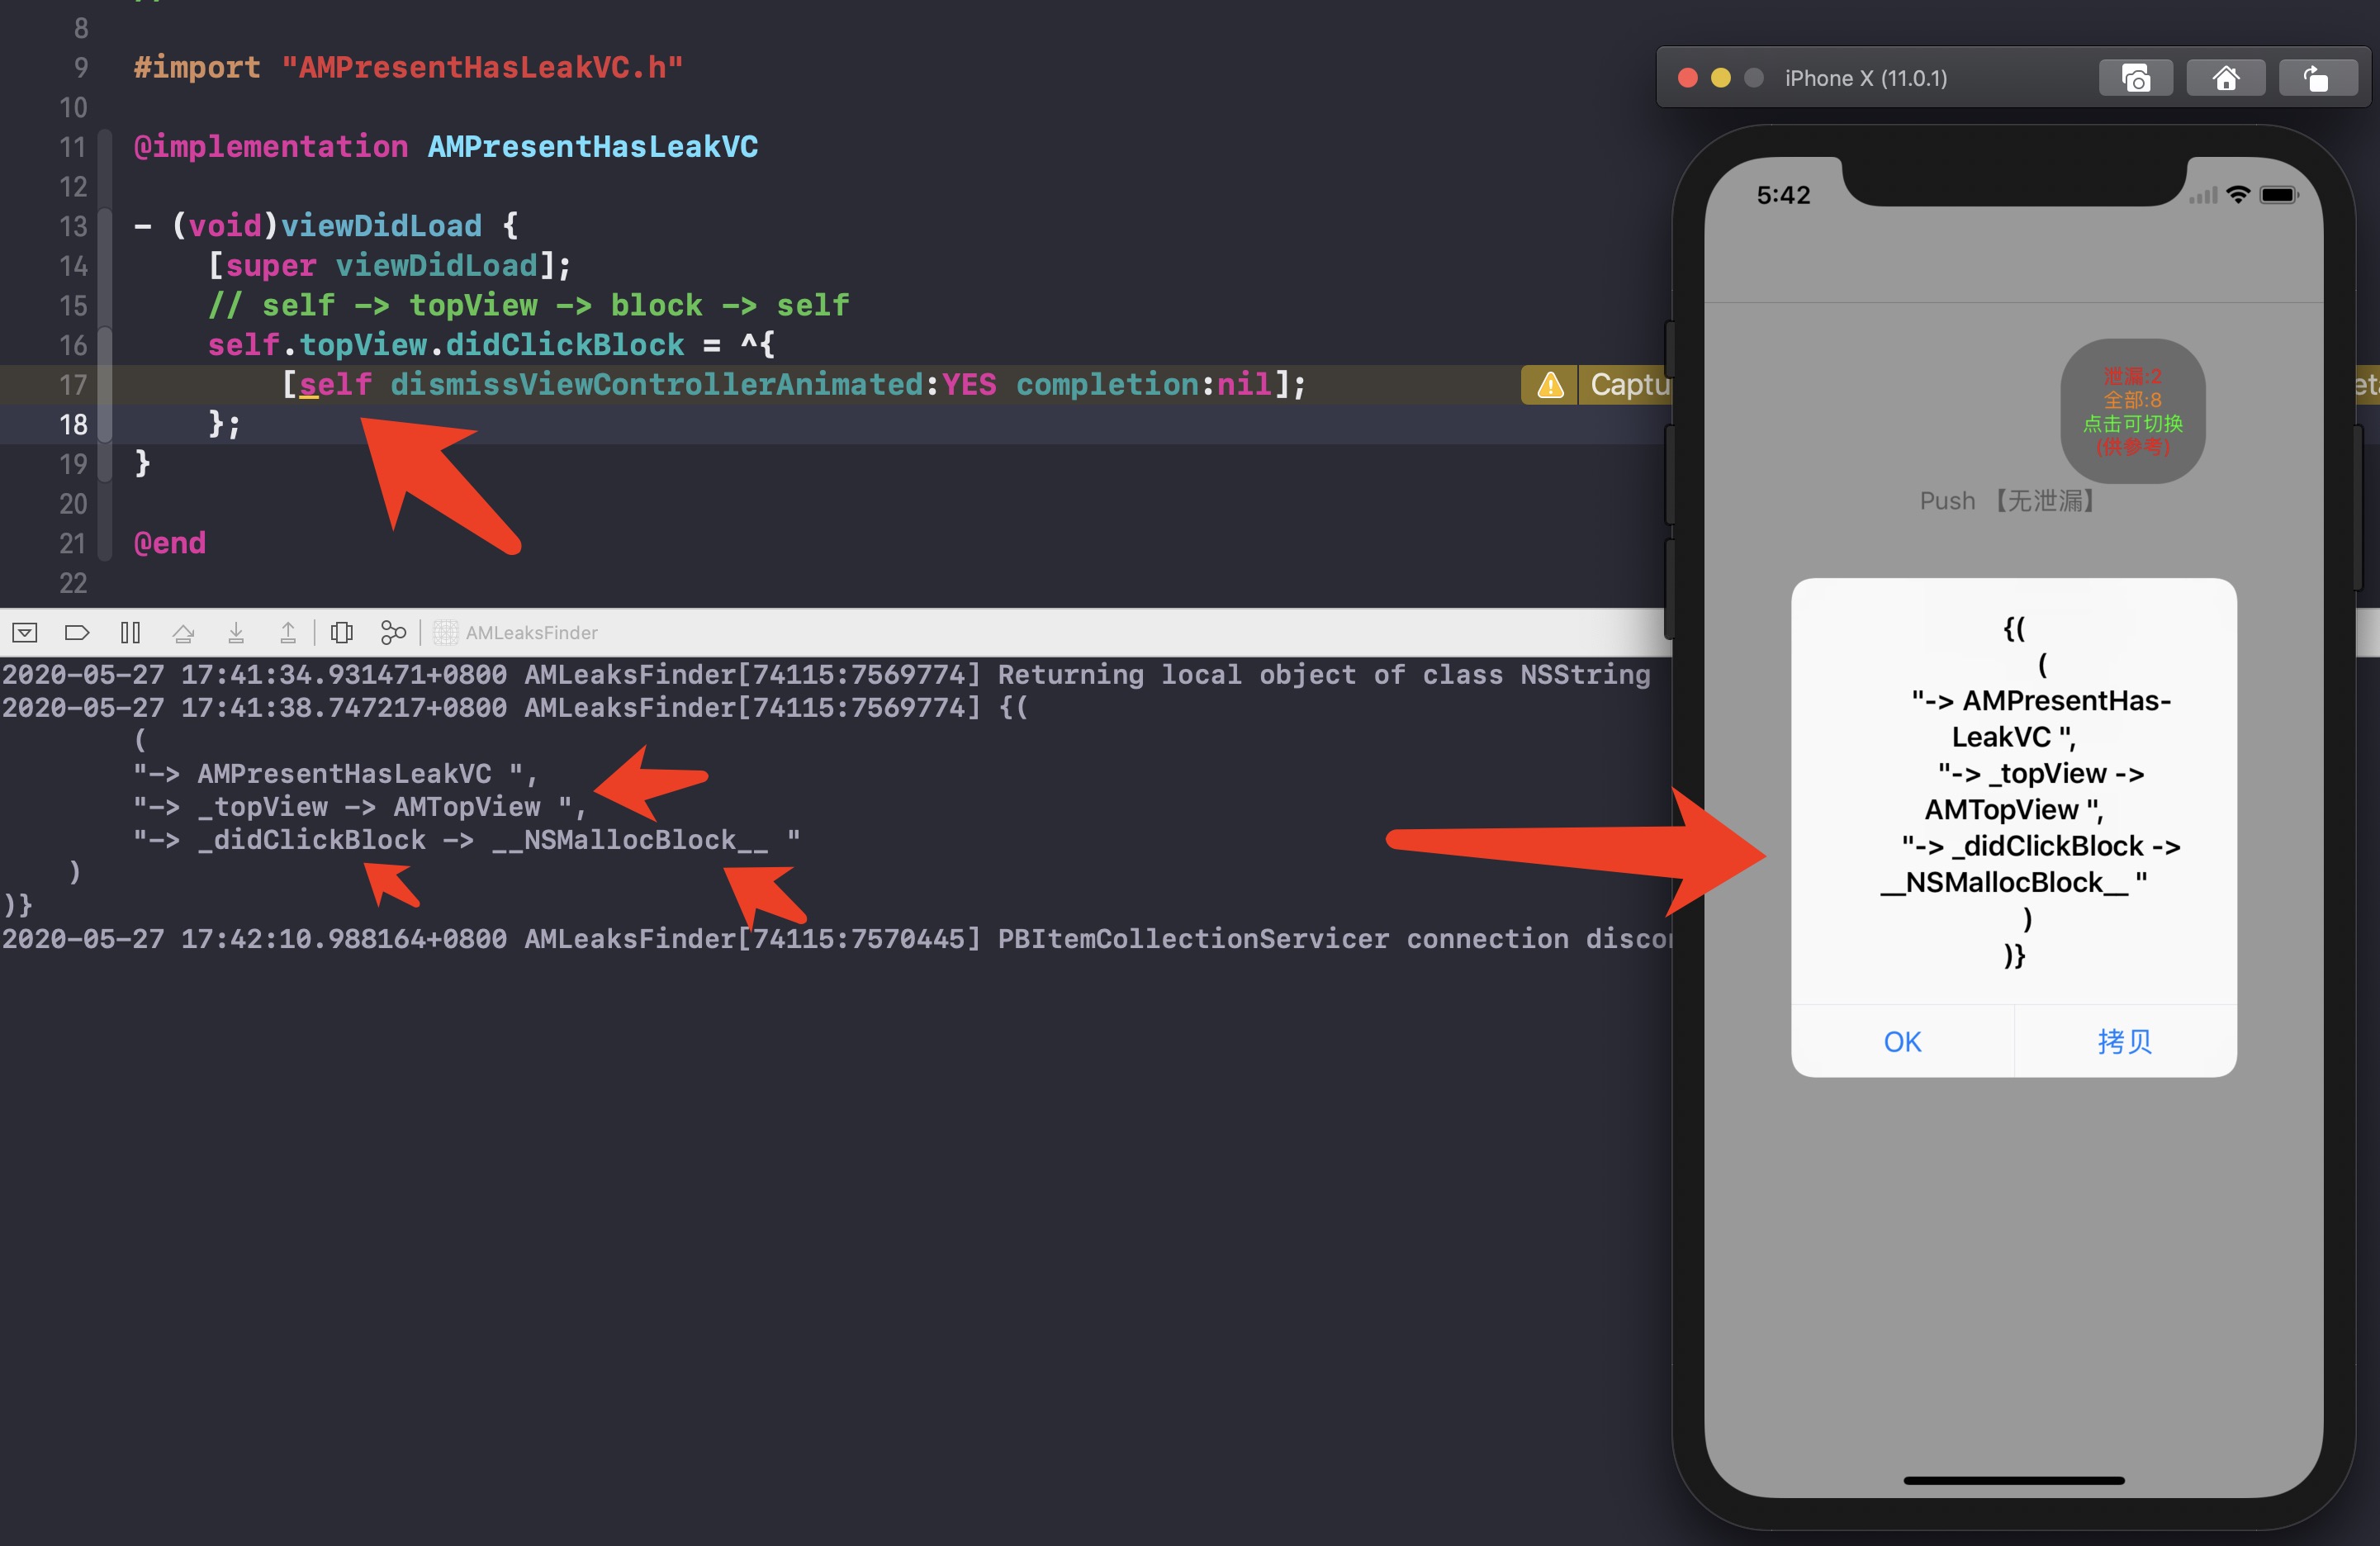 8
9 #import "AMPresentHasLeakVC.h"
10
11 @implementation AMPresentHasLeakVC
12
13 - (void)viewDidLoad {
14 [super viewDidLoad];
15 // self -> topView -> block -> self
16 self.topView.didClickBlock = ^{
17 [self dismissViewControllerAnimated:YES completion:nil];
18 };
19 }
20
21 @end
22
AMLeaksFinder
2020-05-27 17:41:34.931471+0800 AMLeaksFinder[74115:7569774] Returning local object of class NSString
2020-05-27 17:41:38.747217+0800 AMLeaksFinder[74115:7569774] {(
(
"-> AMPresentHasLeakVC ",
"-> _topView -> AMTopView ",
"-> _didClickBlock -> __NSMallocBlock__ "
)
)}
2020-05-27 17:42:10.988164+0800 AMLeaksFinder[74115:7570445] PBItemCollectionServicer connection
iPhone X (11.0.1)
5:42
泄漏:2
全部:8
点击可切换
(供参考)
Push 【无泄漏】
{(
(
"-> AMPresentHas-
LeakVC ",
"-> _topView ->
AMTopView ",
"-> _didClickBlock ->
__NSMallocBlock__ "
)
)}
OK 拷贝